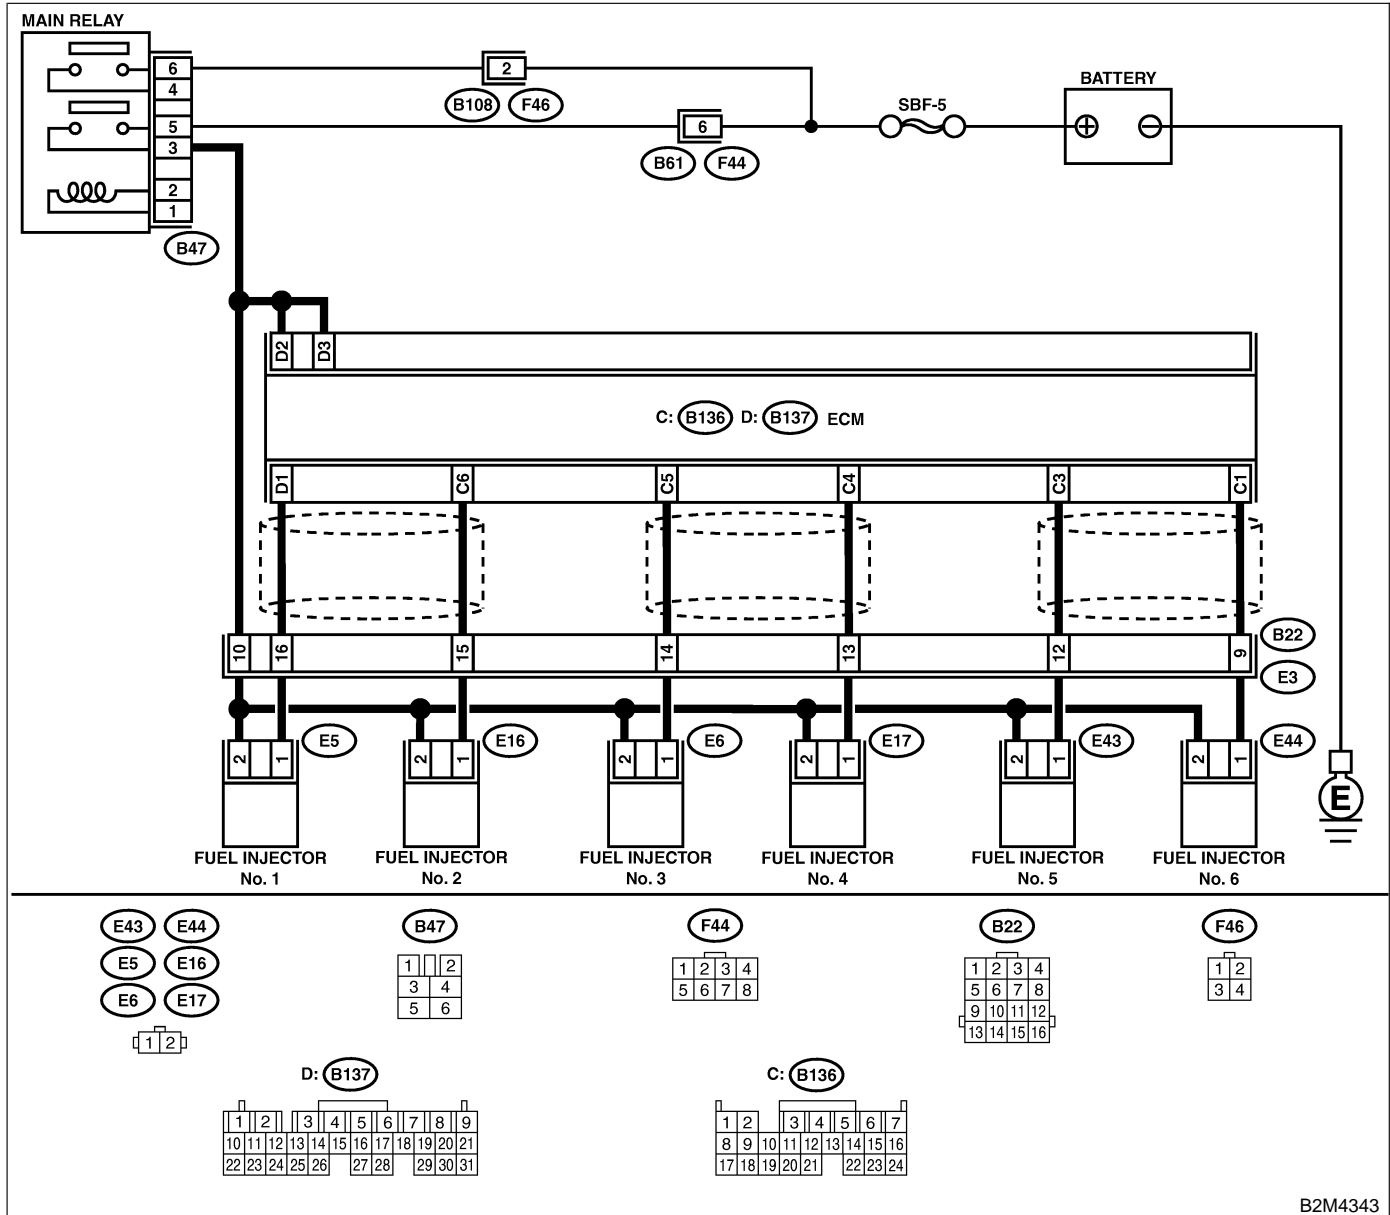 MAIN RELAY
6
4
5
3
2
1
B47
2
B108 F46
6
B61 F44
SBF-5
BATTERY
D2 D3
C: B136 D: B137 ECM
D1 C6 C5 C4 C3 C1
10 16 15 14 13 12 9
B22
E3
2 1 E5
2 1 E16
2 1 E6
2 1 E17
2 1 E43
2 1 E44
E
FUEL INJECTOR
No. 1
FUEL INJECTOR
No. 2
FUEL INJECTOR
No. 3
FUEL INJECTOR
No. 4
FUEL INJECTOR
No. 5
FUEL INJECTOR
No. 6
E43 E44
E5 E16
E6 E17
1 2
B47
1 2
3 4
5 6
F44
1 2 3 4
5 6 7 8
B22
1 2 3 4
5 6 7 8
9 10 11 12
13 14 15 16
F46
1 2
3 4
D: B137
1 2 3 4 5 6 7 8 9
10 11 12 13 14 15 16 17 18 19 20 21
22 23 24 25 26 27 28 29 30 31
C: B136
1 2 3 4 5 6 7
8 9 10 11 12 13 14 15 16
17 18 19 20 21 22 23 24
B2M4343